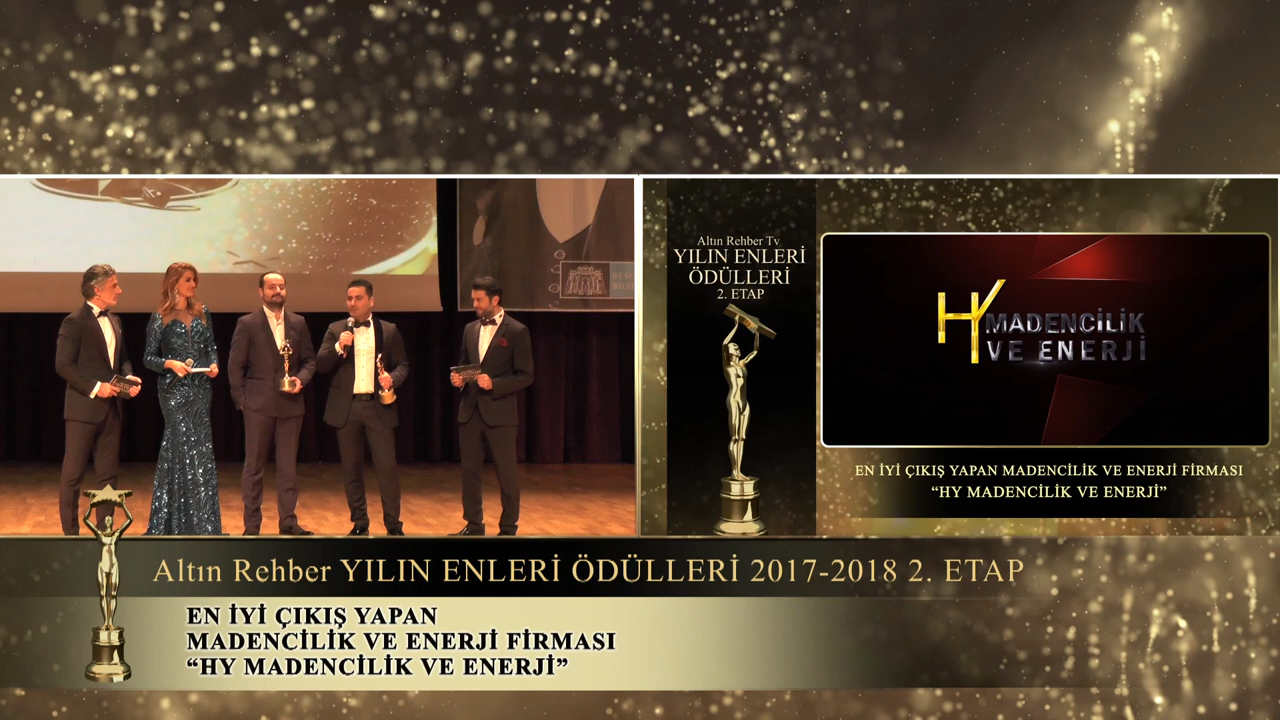 BEŞİ
BELE
Altın Rehber Tv
YILIN ENLERİ
ÖDÜLLERİ
2. ETAP
HY MADENCİLİK
VE ENERJİ
EN İYİ ÇIKIŞ YAPAN MADENCİLİK VE ENERJİ FİRMASI
“HY MADENCİLİK VE ENERJİ”
Altın Rehber YILIN ENLERİ ÖDÜLLERİ 2017-2018 2. ETAP
EN İYİ ÇIKIŞ YAPAN
MADENCİLİK VE ENERJİ FİRMASI
“HY MADENCİLİK VE ENERJİ”